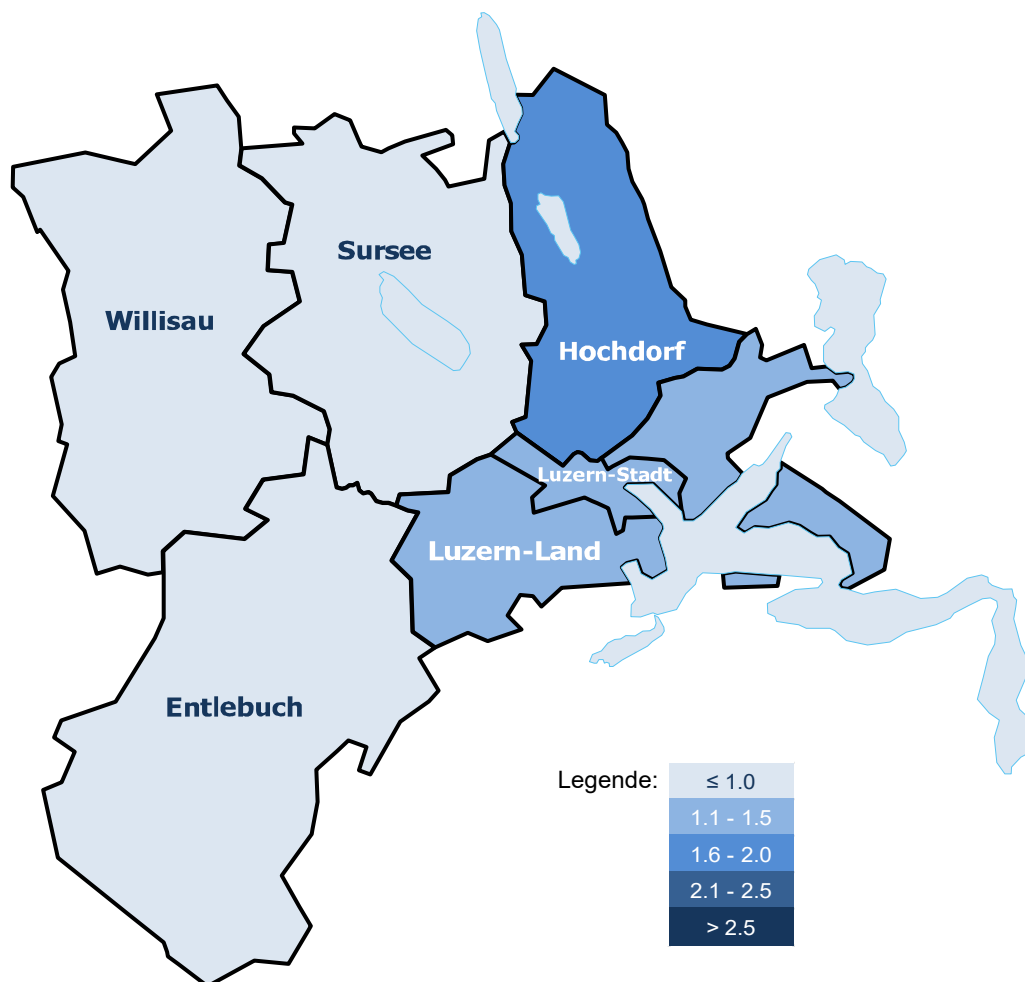 Sursee
Willisau
Hochdorf
Luzern-Stadt
Luzern-Land
Entlebuch
Legende:
≤ 1.0
1.1 - 1.5
1.6 - 2.0
2.1 - 2.5
> 2.5